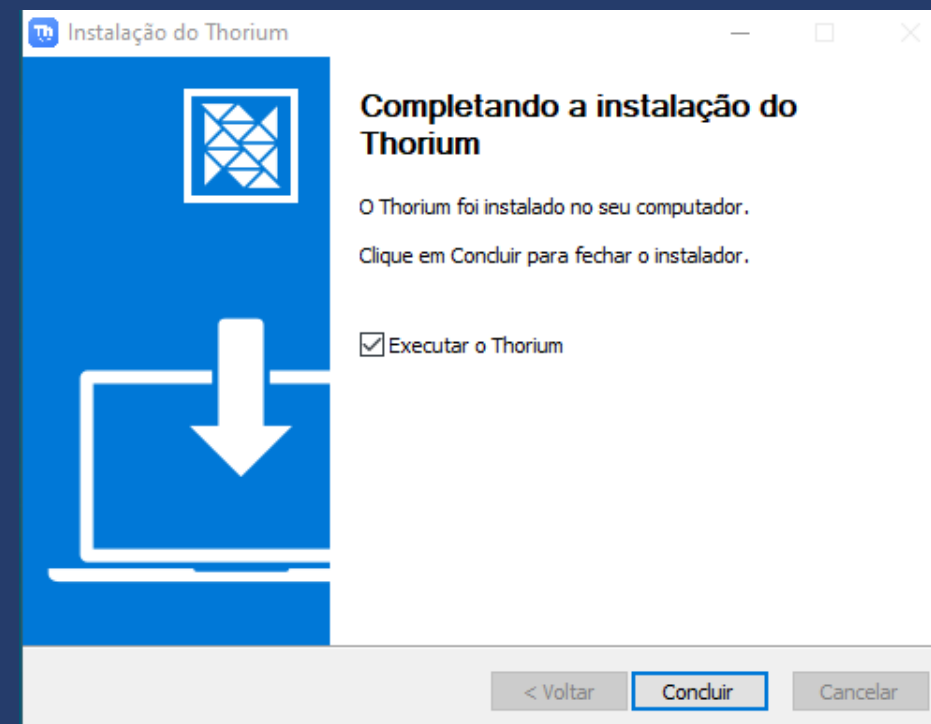 Th Instalação do Thorium
Completando a instalação do
Thorium
O Thorium foi instalado no seu computador.
Clique em Concluir para fechar o instalador.
Executar o Thorium
< Voltar Concluir Cancelar